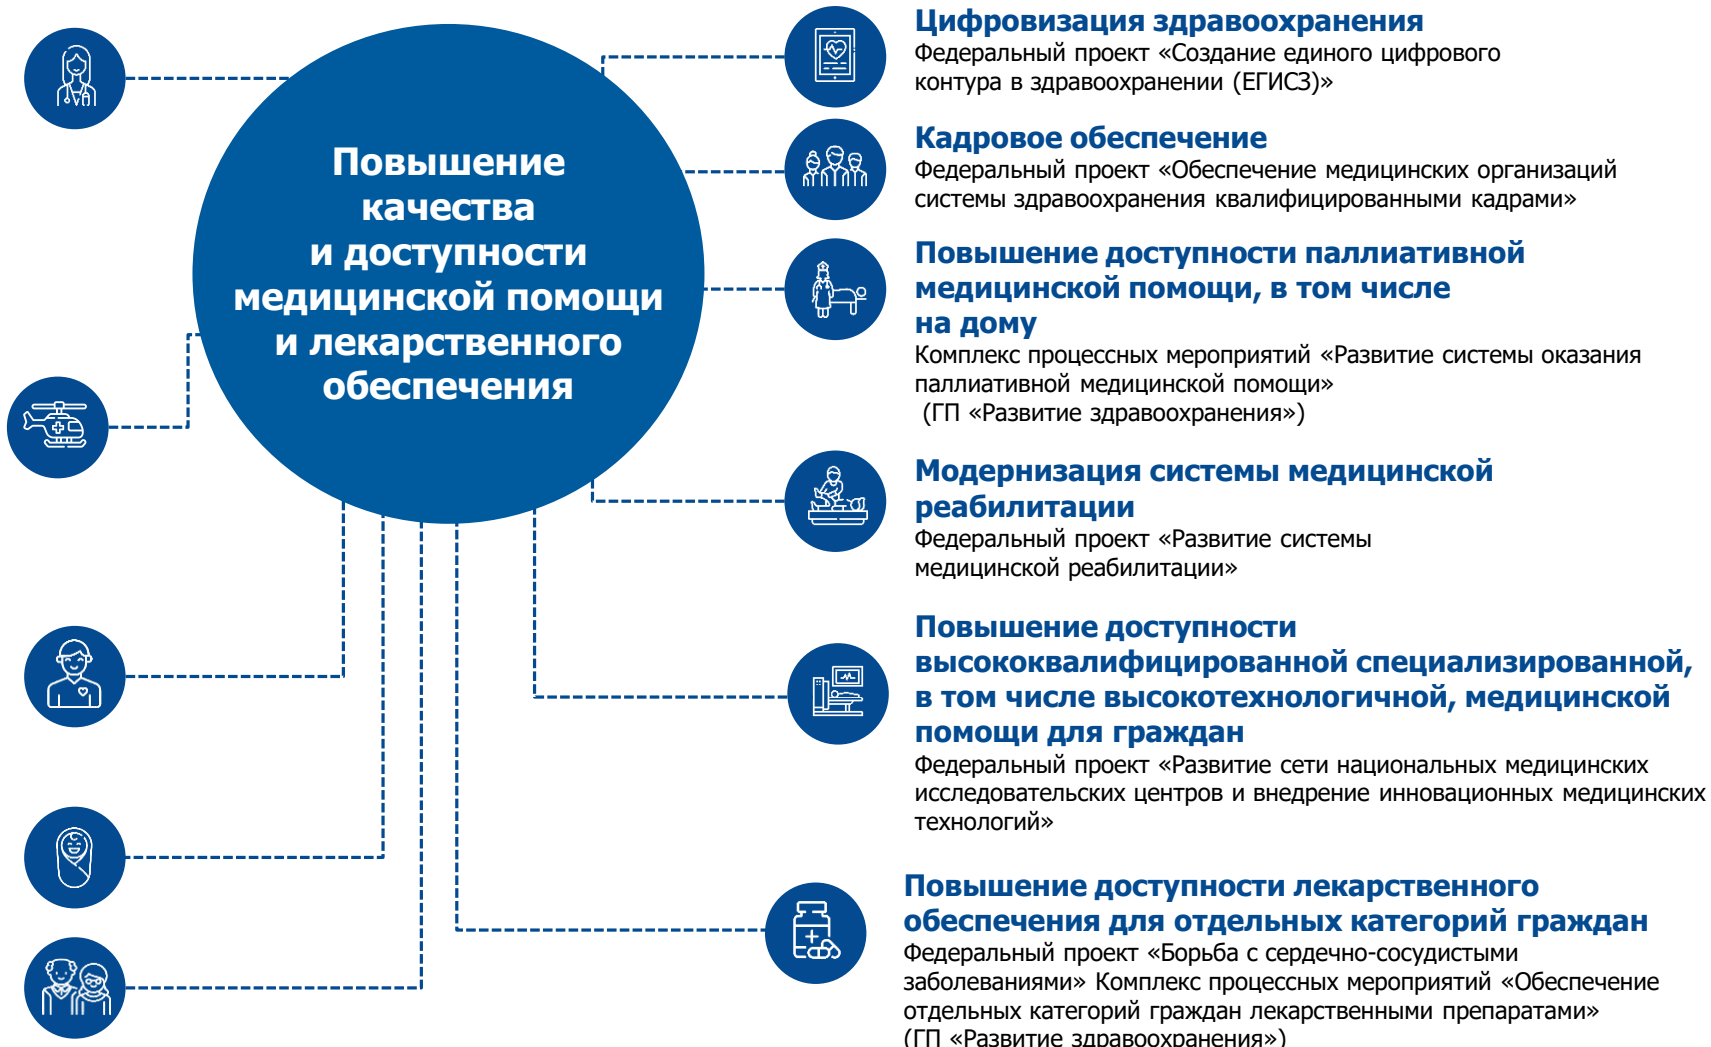 Повышение
качества
и доступности
медицинской помощи
и лекарственного
обеспечения
Цифровизация здравоохранения
Федеральный проект «Создание единого цифрового
контура в здравоохранении (ЕГИСЗ)»
Кадровое обеспечение
Федеральный проект «Обеспечение медицинских организаций
системы здравоохранения квалифицированными кадрами»
Повышение доступности паллиативной
медицинской помощи, в том числе
на дому
Комплекс процессных мероприятий «Развитие системы оказания
паллиативной медицинской помощи»
(ГП «Развитие здравоохранения»)
Модернизация системы медицинской
реабилитации
Федеральный проект «Развитие системы
медицинской реабилитации»
Повышение доступности
высококвалифицированной специализированной,
в том числе высокотехнологичной, медицинской
помощи для граждан
Федеральный проект «Развитие сети национальных медицинских
исследовательских центров и внедрение инновационных медицинских
технологий»
Повышение доступности лекарственного
обеспечения для отдельных категорий граждан
Федеральный проект «Борьба с сердечно-сосудистыми
заболеваниями» Комплекс процессных мероприятий «Обеспечение
отдельных категорий граждан лекарственными препаратами»
(ГП «Развитие здравоохранения»)